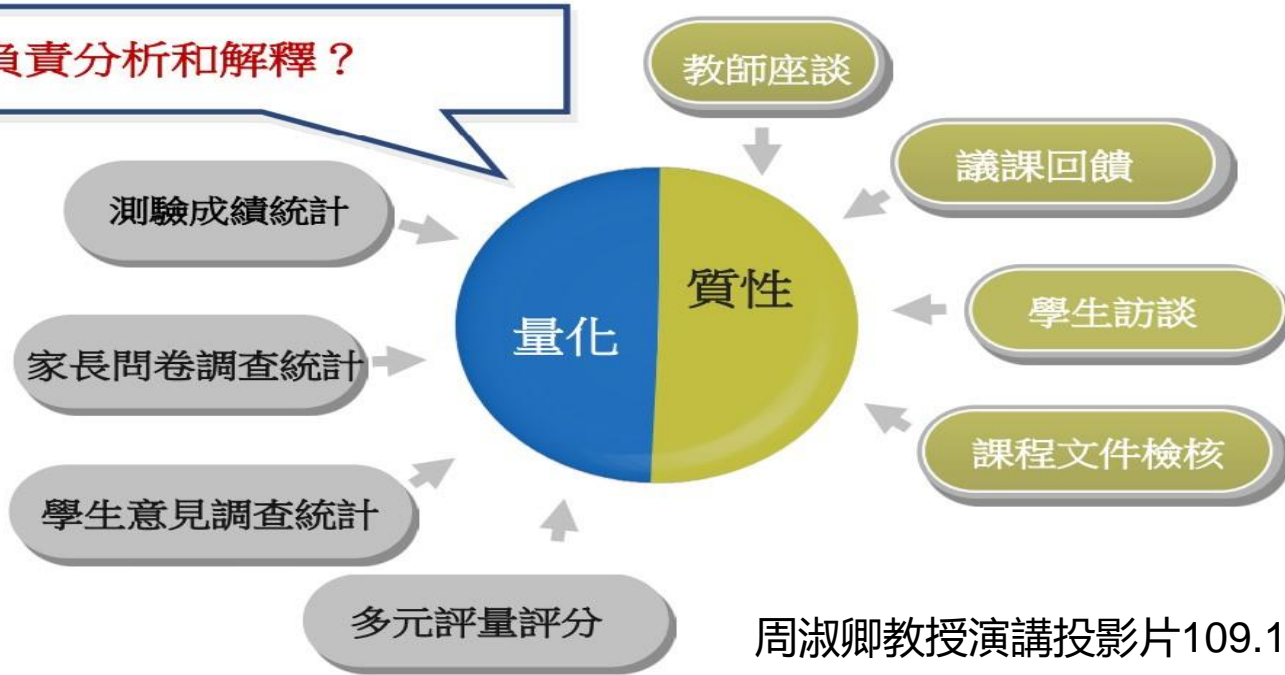 負責分析和解釋？
教師座談
議課回饋
測驗成績統計
質性
量化
學生訪談
家長問卷調查統計
課程文件檢核
學生意見調查統計
多元評量評分
周淑卿教授演講投影片109.1